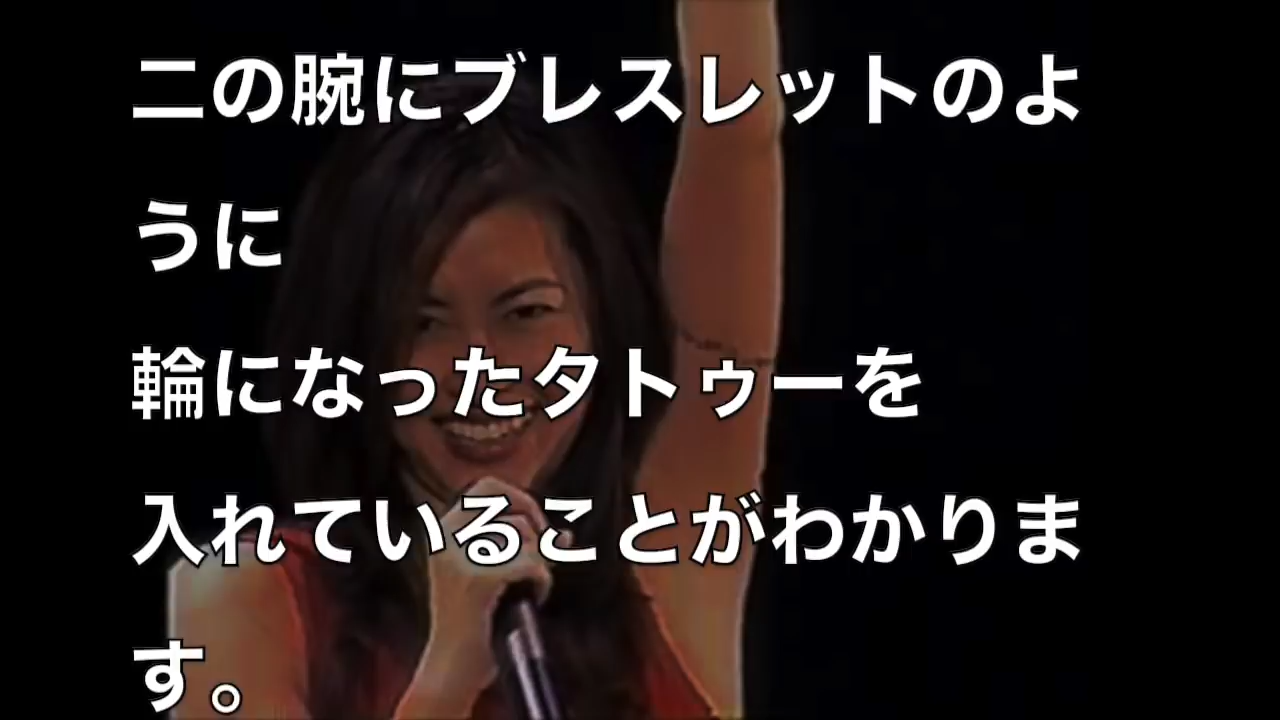 二の腕にブレスレットのよ
うに
輪になったタトゥーを
入れていることがわかりま
す。